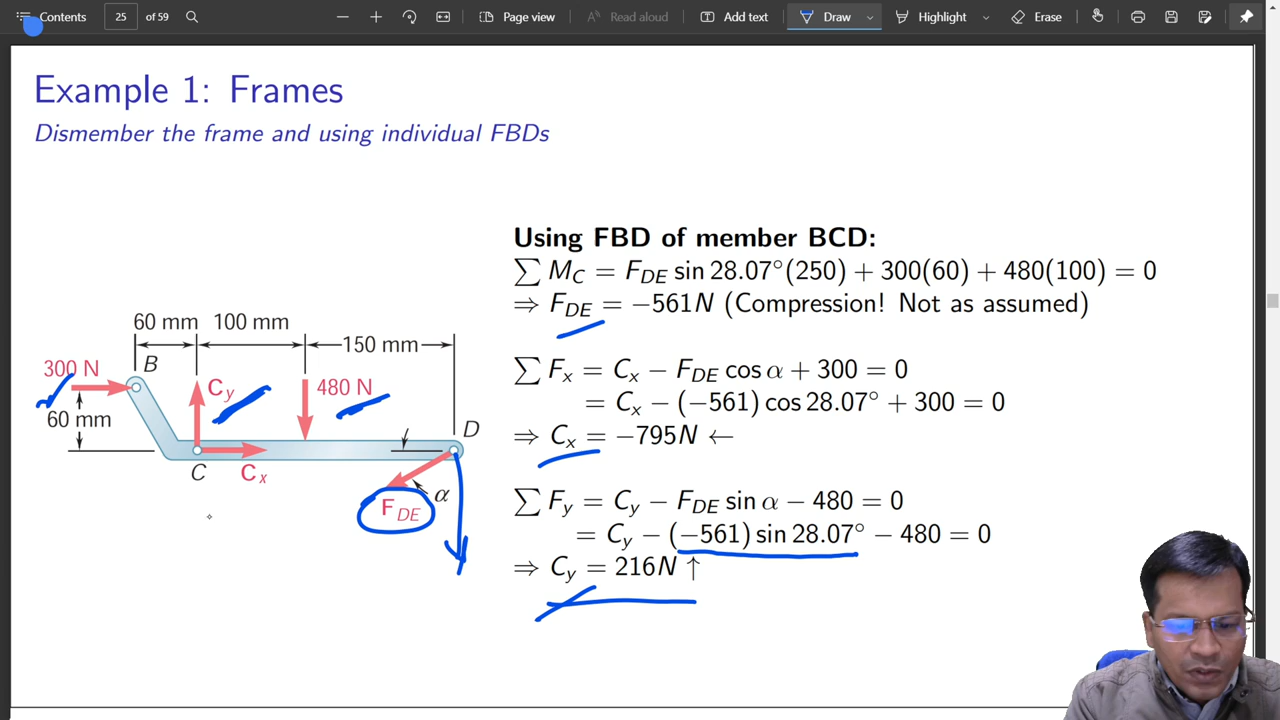 Contents 25 of 59 Page view Read aloud Add text Draw Highlight Erase
Example 1: Frames
Dismember the frame and using individual FBDs
Using FBD of member BCD:
∑ M_C = F_DE sin 28.07°(250) + 300(60) + 480(100) = 0
⇒ F_DE = −561N (Compression! Not as assumed)
∑ F_x = C_x − F_DE cos α + 300 = 0
= C_x − (−561) cos 28.07° + 300 = 0
⇒ C_x = −795N ←
∑ F_y = C_y − F_DE sin α − 480 = 0
= C_y − (−561) sin 28.07° − 480 = 0
⇒ C_y = 216N ↑
60 mm 100 mm
150 mm
300 N B
C_y 480 N
60 mm
D
C C_x
α
F_DE